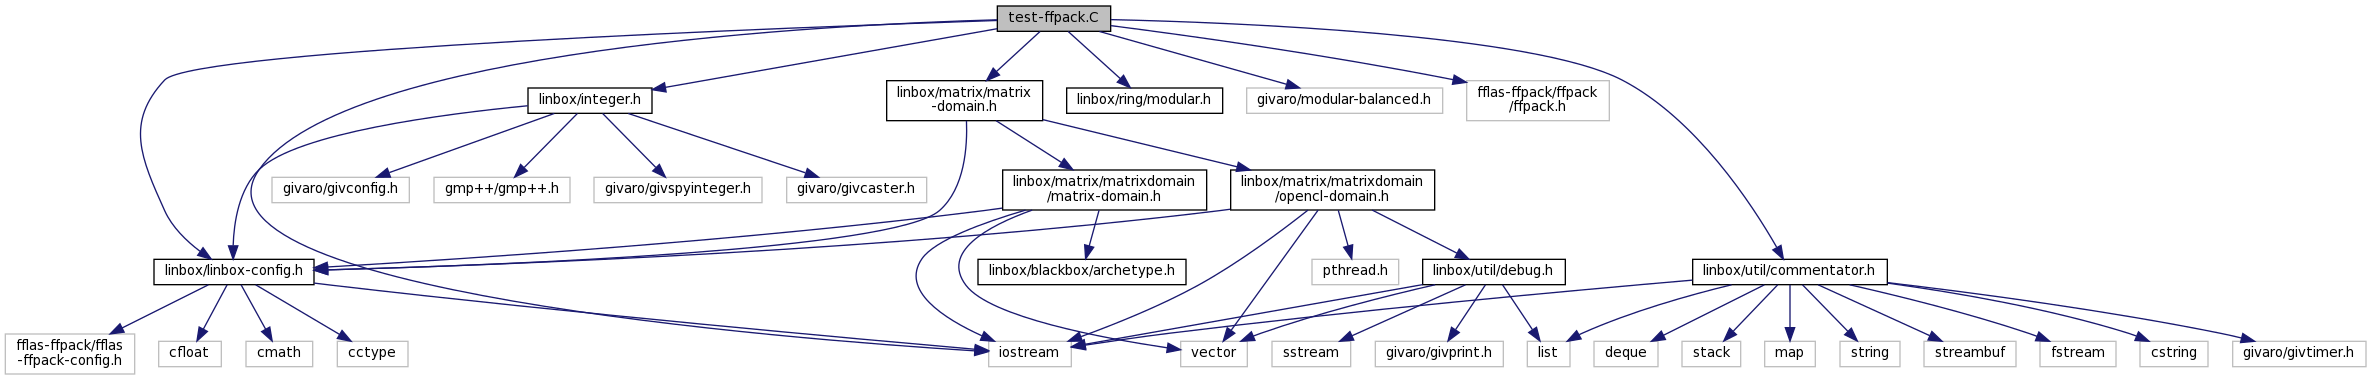 test-ffpack.C
linbox/integer.h
linbox/matrix/matrix
-domain.h
linbox/ring/modular.h
givaro/modular-balanced.h
fflas-ffpack/ffpack
/ffpack.h
givaro/givconfig.h
gmp++/gmp++.h
givaro/givspyinteger.h
givaro/givcaster.h
linbox/matrix/matrixdomain
/matrix-domain.h
linbox/matrix/matrixdomain
/opencl-domain.h
linbox/linbox-config.h
linbox/blackbox/archetype.h
pthread.h
linbox/util/debug.h
linbox/util/commentator.h
fflas-ffpack/fflas
-ffpack-config.h
cfloat
cmath
cctype
iostream
vector
sstream
givaro/givprint.h
list
deque
stack
map
string
streambuf
fstream
cstring
givaro/givtimer.h